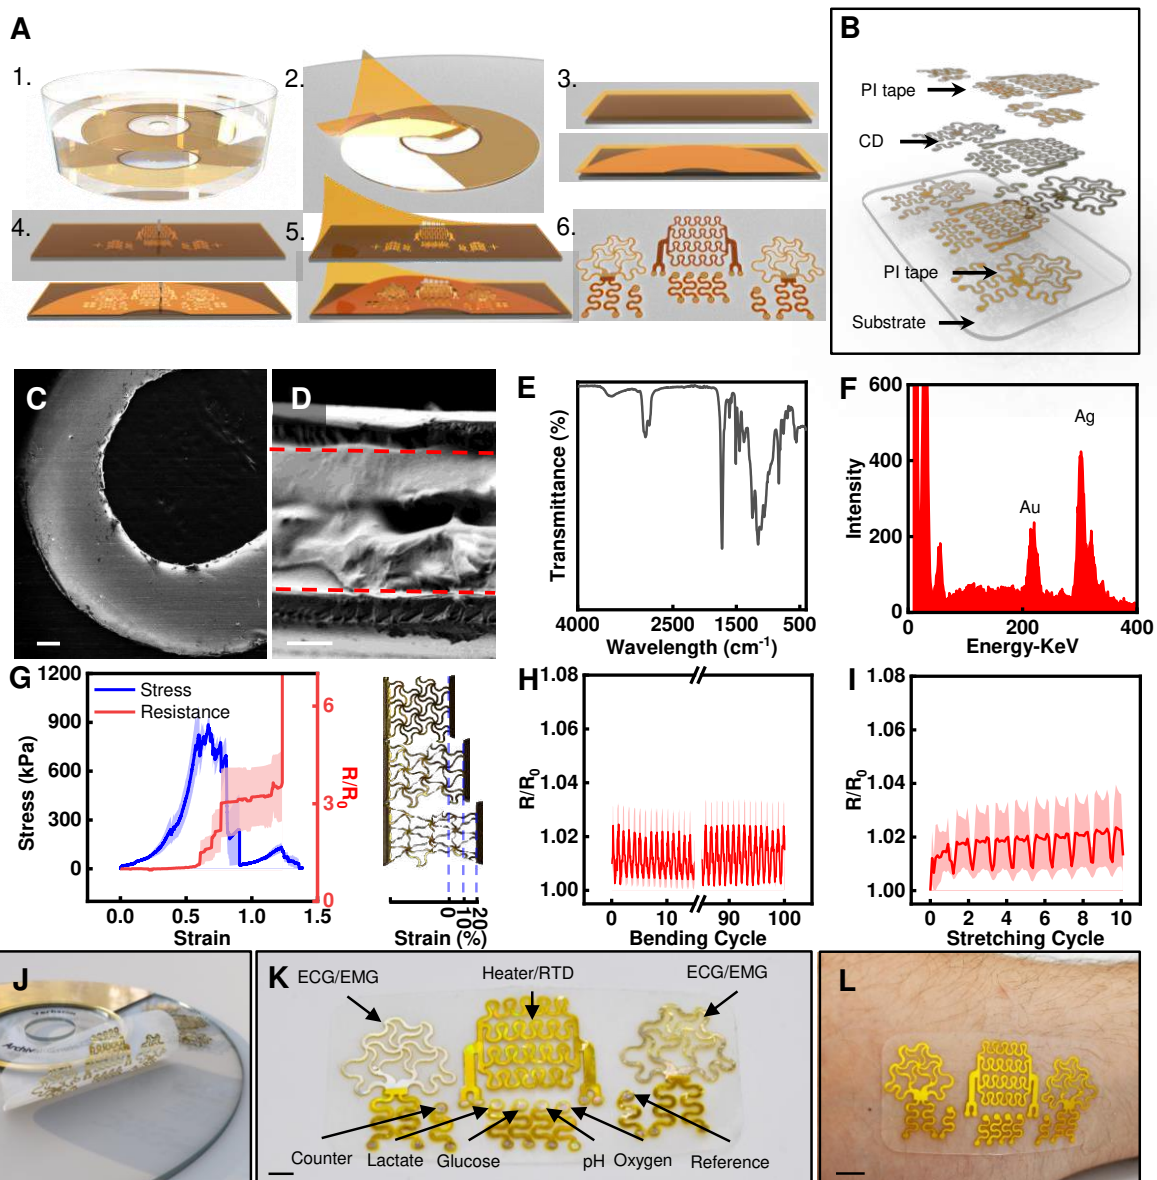 A
1.
2.
3.
4.
5.
6.
B
PI tape
CD
PI tape
Substrate
C
D
E
Transmittance (%)
4000 2500 1500 500
Wavelength (cm⁻¹)
F
600
400
200
0
Intensity
Au
Ag
0 200 400
Energy-KeV
G
1200
900
600
300
0
Stress (kPa)
Stress
Resistance
6
3
0
R/R₀
0.0 0.5 1.0 1.5
Strain
0 10 20
Strain (%)
H
1.08
1.06
1.04
1.02
1.00
R/R₀
0 10 90 100
Bending Cycle
I
1.08
1.06
1.04
1.02
1.00
R/R₀
0 2 4 6 8 10
Stretching Cycle
J
Verbatim
K
ECG/EMG
Heater/RTD
ECG/EMG
Counter Lactate Glucose pH Oxygen Reference
L